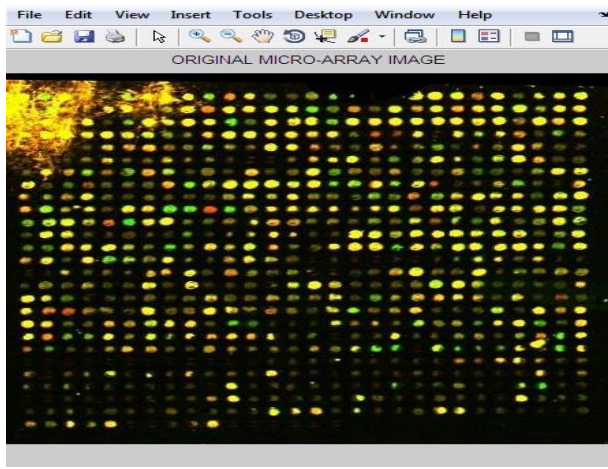 File Edit View Insert Tools Desktop Window Help
ORIGINAL MICRO-ARRAY IMAGE